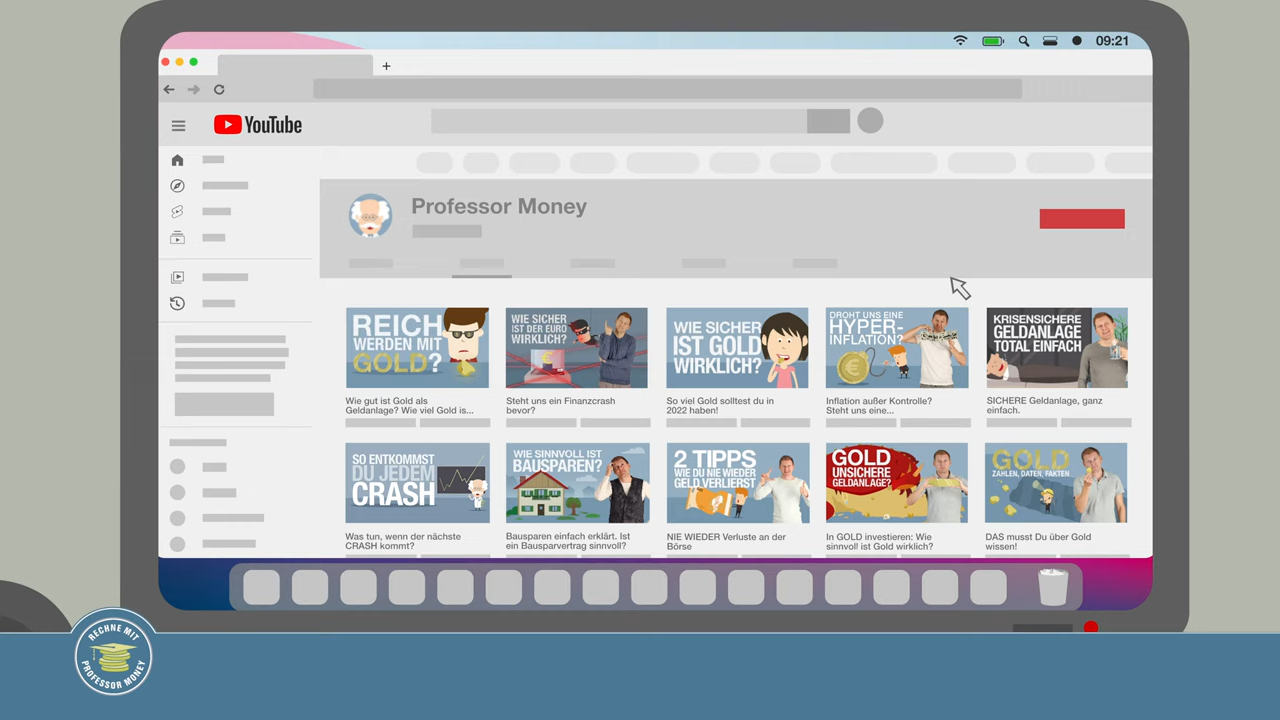 09:21
YouTube
Professor Money
REICH
WERDEN MIT
GOLD?
Wie gut ist Gold als
Geldanlage? Wie viel Gold is...
WIE SICHER
IST DER EURO
WIRKLICH?
Steht uns ein Finanzcrash
bevor?
WIE SICHER
IST GOLD
WIRKLICH?
So viel Gold solltest du in
2022 haben!
DROHT UNS EINE
HYPER-
INFLATION?
Inflation außer Kontrolle?
Steht uns eine...
KRISENSICHERE
GELDANLAGE
TOTAL EINFACH
SICHERE Geldanlage, ganz
einfach.
SO ENTKOMMST
DU JEDEM
CRASH
Was tun, wenn der nächste
CRASH kommt?
WIE SINNVOLL IST
BAUSPAREN?
Bausparen einfach erklärt. Ist
ein Bausparvertrag sinnvoll?
2 TIPPS
WIE DU NIE WIEDER
GELD VERLIERST
NIE WIEDER Verluste an der
Börse
GOLD
UNSICHERE
GELDANLAGE?
In GOLD investieren: Wie
sinnvoll ist Gold wirklich?
GOLD
ZAHLEN, DATEN, FAKTEN
DAS musst Du über Gold
wissen!
RECHNE MIT
PROFESSOR MONEY